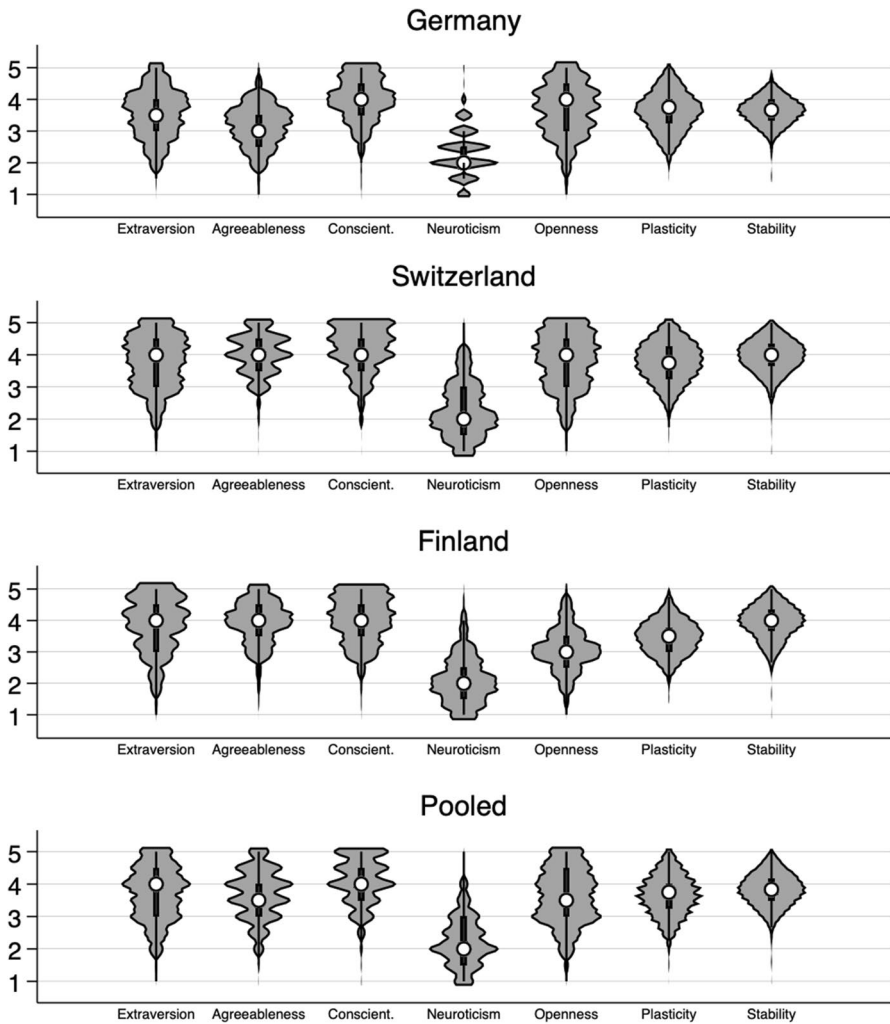 Germany
5
4
3
2
1
Extraversion Agreeableness Conscient. Neuroticism Openness Plasticity Stability
Switzerland
5
4
3
2
1
Extraversion Agreeableness Conscient. Neuroticism Openness Plasticity Stability
Finland
5
4
3
2
1
Extraversion Agreeableness Conscient. Neuroticism Openness Plasticity Stability
Pooled
5
4
3
2
1
Extraversion Agreeableness Conscient. Neuroticism Openness Plasticity Stability